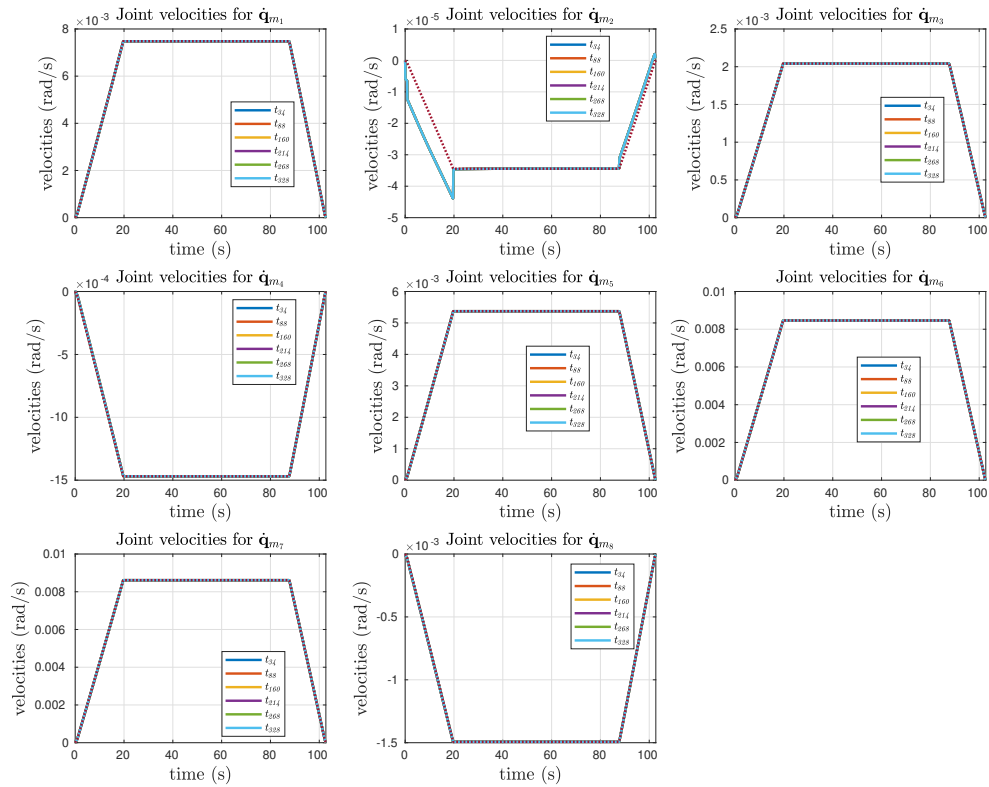 Joint velocities for q̇_m₁
×10⁻³
8
6
4
2
0
velocities (rad/s)
0 20 40 60 80 100
time (s)
t₃₄
t₈₈
t₁₆₀
t₂₁₄
t₂₆₈
t₃₂₈
Joint velocities for q̇_m₂
×10⁻⁵
1
0
-1
-2
-3
-4
-5
velocities (rad/s)
0 20 40 60 80 100
time (s)
t₃₄
t₈₈
t₁₆₀
t₂₁₄
t₂₆₈
t₃₂₈
Joint velocities for q̇_m₃
×10⁻³
2.5
2
1.5
1
0.5
0
velocities (rad/s)
0 20 40 60 80 100
time (s)
t₃₄
t₈₈
t₁₆₀
t₂₁₄
t₂₆₈
t₃₂₈
Joint velocities for q̇_m₄
×10⁻⁴
0
-5
-10
-15
velocities (rad/s)
0 20 40 60 80 100
time (s)
t₃₄
t₈₈
t₁₆₀
t₂₁₄
t₂₆₈
t₃₂₈
Joint velocities for q̇_m₅
×10⁻³
6
5
4
3
2
1
0
velocities (rad/s)
0 20 40 60 80 100
time (s)
t₃₄
t₈₈
t₁₆₀
t₂₁₄
t₂₆₈
t₃₂₈
Joint velocities for q̇_m₆
0.01
0.008
0.006
0.004
0.002
0
velocities (rad/s)
0 20 40 60 80 100
time (s)
t₃₄
t₈₈
t₁₆₀
t₂₁₄
t₂₆₈
t₃₂₈
Joint velocities for q̇_m₇
0.01
0.008
0.006
0.004
0.002
0
velocities (rad/s)
0 20 40 60 80 100
time (s)
t₃₄
t₈₈
t₁₆₀
t₂₁₄
t₂₆₈
t₃₂₈
Joint velocities for q̇_m₈
×10⁻³
0
-0.5
-1
-1.5
velocities (rad/s)
0 20 40 60 80 100
time (s)
t₃₄
t₈₈
t₁₆₀
t₂₁₄
t₂₆₈
t₃₂₈